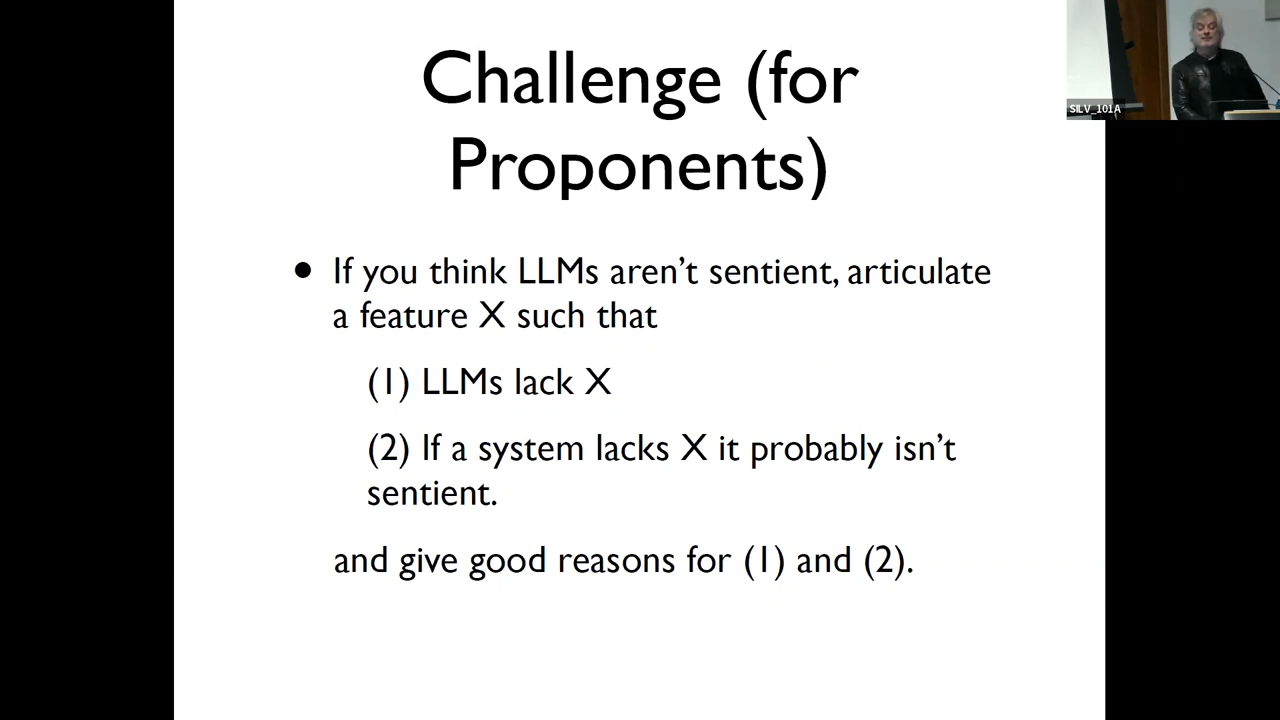 Challenge (for
Proponents)
SILV_101A
• If you think LLMs aren't sentient, articulate
a feature X such that
(1) LLMs lack X
(2) If a system lacks X it probably isn't
sentient.
and give good reasons for (1) and (2).